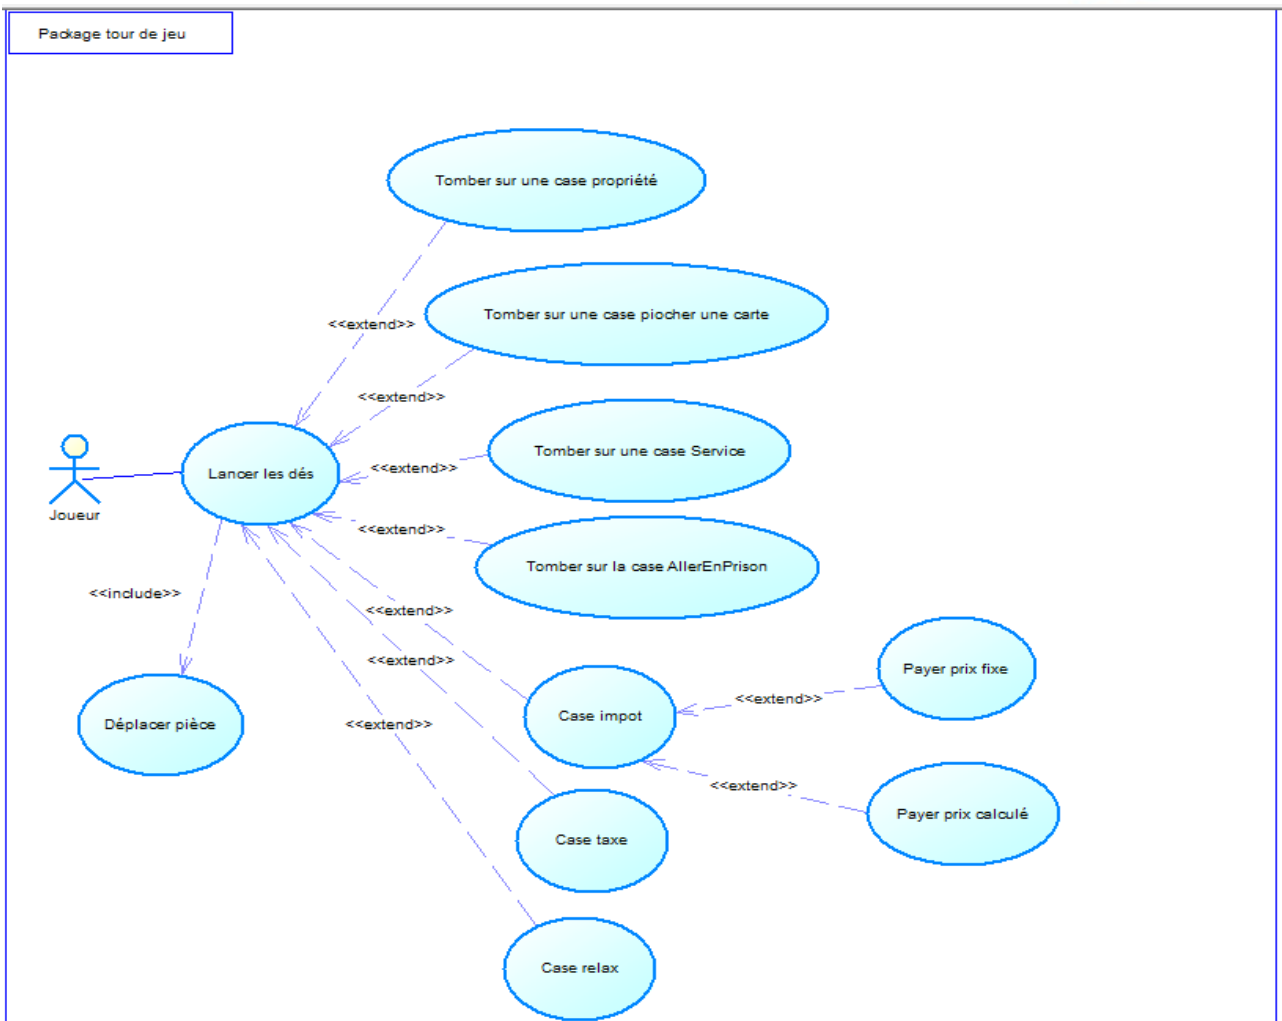 Package tour de jeu
Tomber sur une case propriété
Tomber sur une case piocher une carte
<<extend>>
<<extend>>
Tomber sur une case Service
<<extend>>
Lancer les dés
Joueur
<<extend>>
Tomber sur la case AllerEnPrison
<<include>>
<<extend>>
<<extend>>
Payer prix fixe
<<extend>>
Case impot
<<extend>>
Déplacer pièce
<<extend>>
Payer prix calculé
Case taxe
Case relax